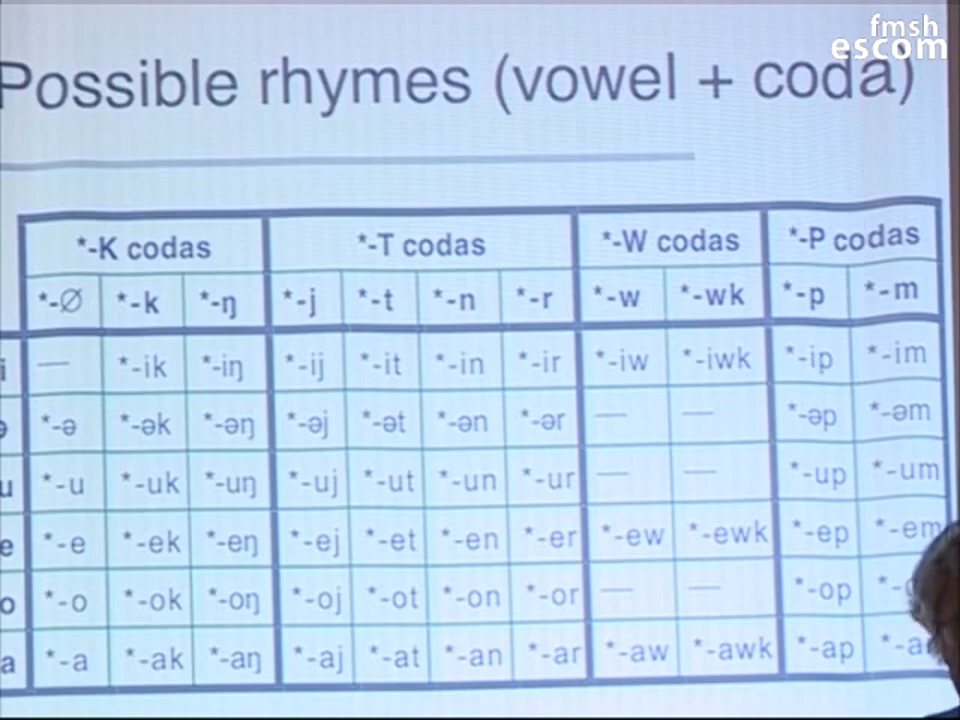 fmsh
escom
Possible rhymes (vowel + coda)
*-K codas *-T codas *-W codas *-P codas
*-Ø *-k *-ŋ *-j *-t *-n *-r *-w *-wk *-p *-m
i — *-ik *-iŋ *-ij *-it *-in *-ir *-iw *-iwk *-ip *-im
ə *-ə *-ək *-əŋ *-əj *-ət *-ən *-ər — — *-əp *-əm
u *-u *-uk *-uŋ *-uj *-ut *-un *-ur — — *-up *-um
e *-e *-ek *-eŋ *-ej *-et *-en *-er *-ew *-ewk *-ep *-em
o *-o *-ok *-oŋ *-oj *-ot *-on *-or — — *-op
a *-a *-ak *-aŋ *-aj *-at *-an *-ar *-aw *-awk *-ap